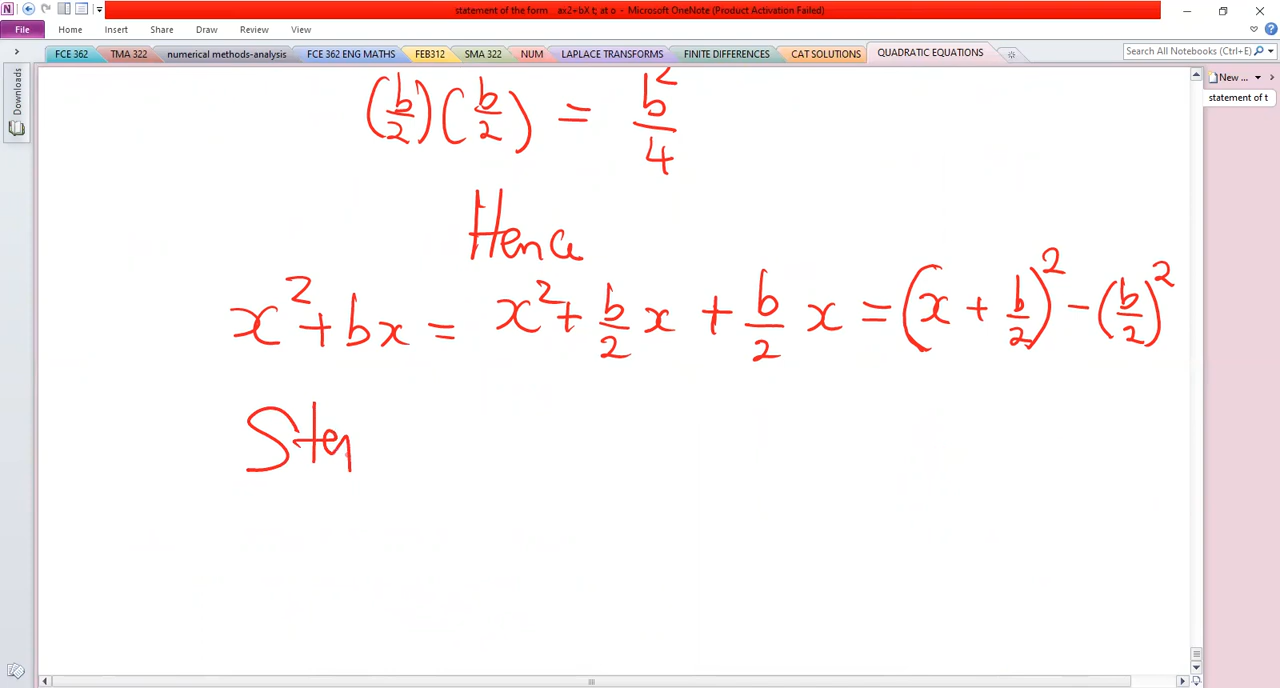 statement of the form ax2+bX t; at o - Microsoft OneNote (Product Activation Failed)
File Home Insert Share Draw Review View
FCE 362 TMA 322 numerical methods-analysis FCE 362 ENG MATHS FEB312 SMA 322 NUM LAPLACE TRANSFORMS FINITE DIFFERENCES CAT SOLUTIONS QUADRATIC EQUATIONS Search All Notebooks (Ctrl+E)
Downloads
New ...
statement of t
(b/2)(b/2) = b²/4
Hence
x² + bx = x² + b/2 x + b/2 x = (x + b/2)² - (b/2)²
Step